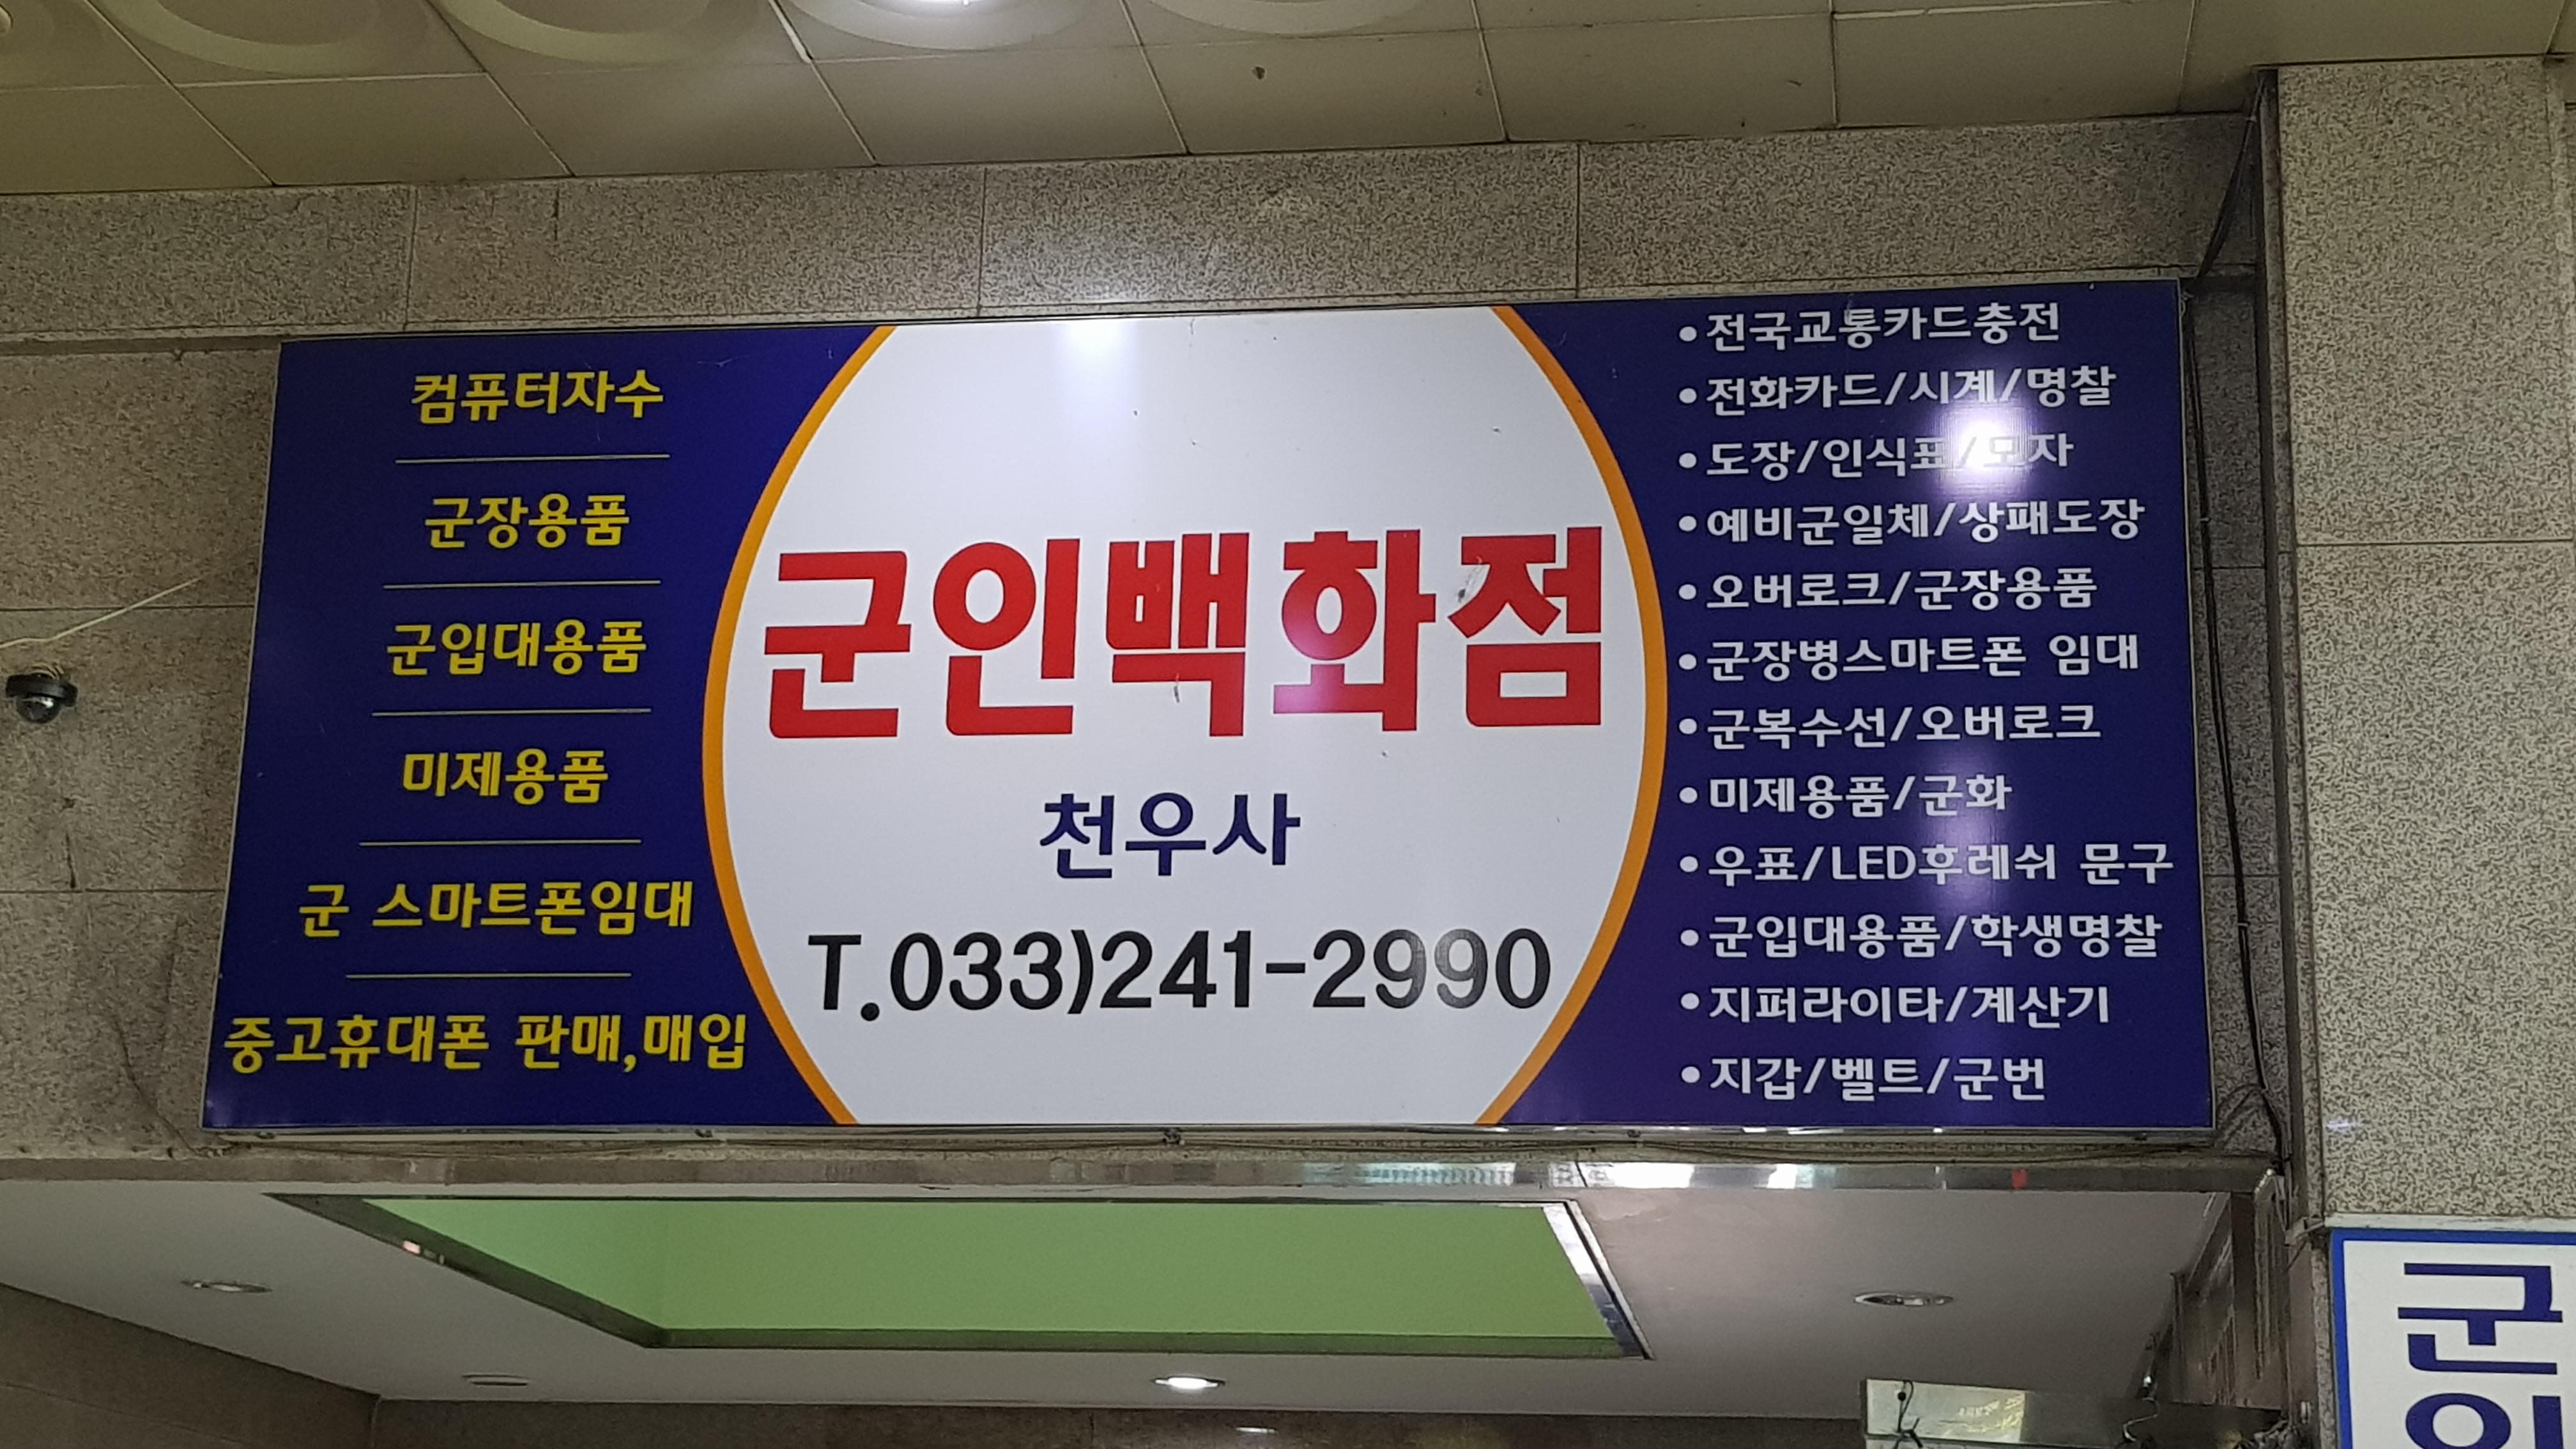 컴퓨터자수
군장용품
군입대용품
미제용품
군 스마트폰임대
중고휴대폰 판매,매입
군인백화점
천우사
T.033)241-2990
•전국교통카드충전
•전화카드/시계/명찰
•도장/인식표/모자
•예비군일체/상패도장
•오버로크/군장용품
•군장병스마트폰 임대
•군복수선/오버로크
•미제용품/군화
•우표/LED후레쉬 문구
•군입대용품/학생명찰
•지퍼라이타/계산기
•지갑/벨트/군번
군